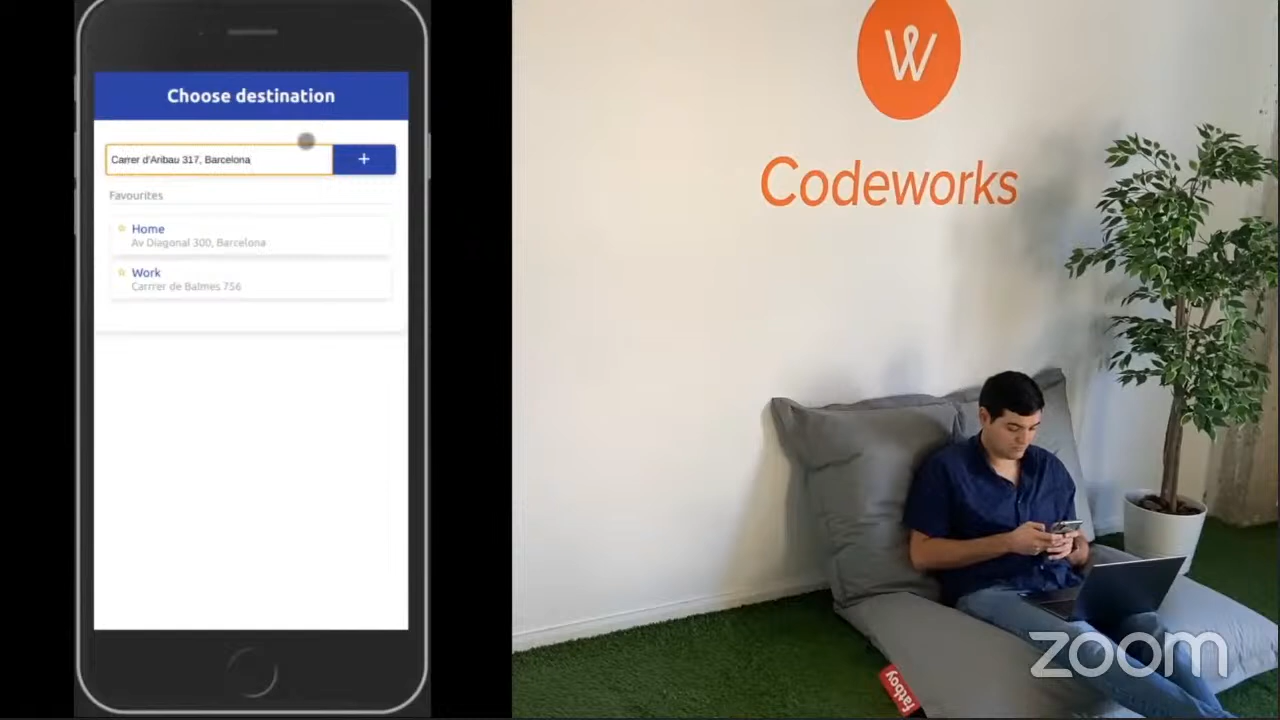 Choose destination
Carrer d'Aribau 317, Barcelona
+
Favourites
Home
Av Diagonal 300, Barcelona
Work
Carrrer de Balmes 756
W
Codeworks
fatboy
zoom